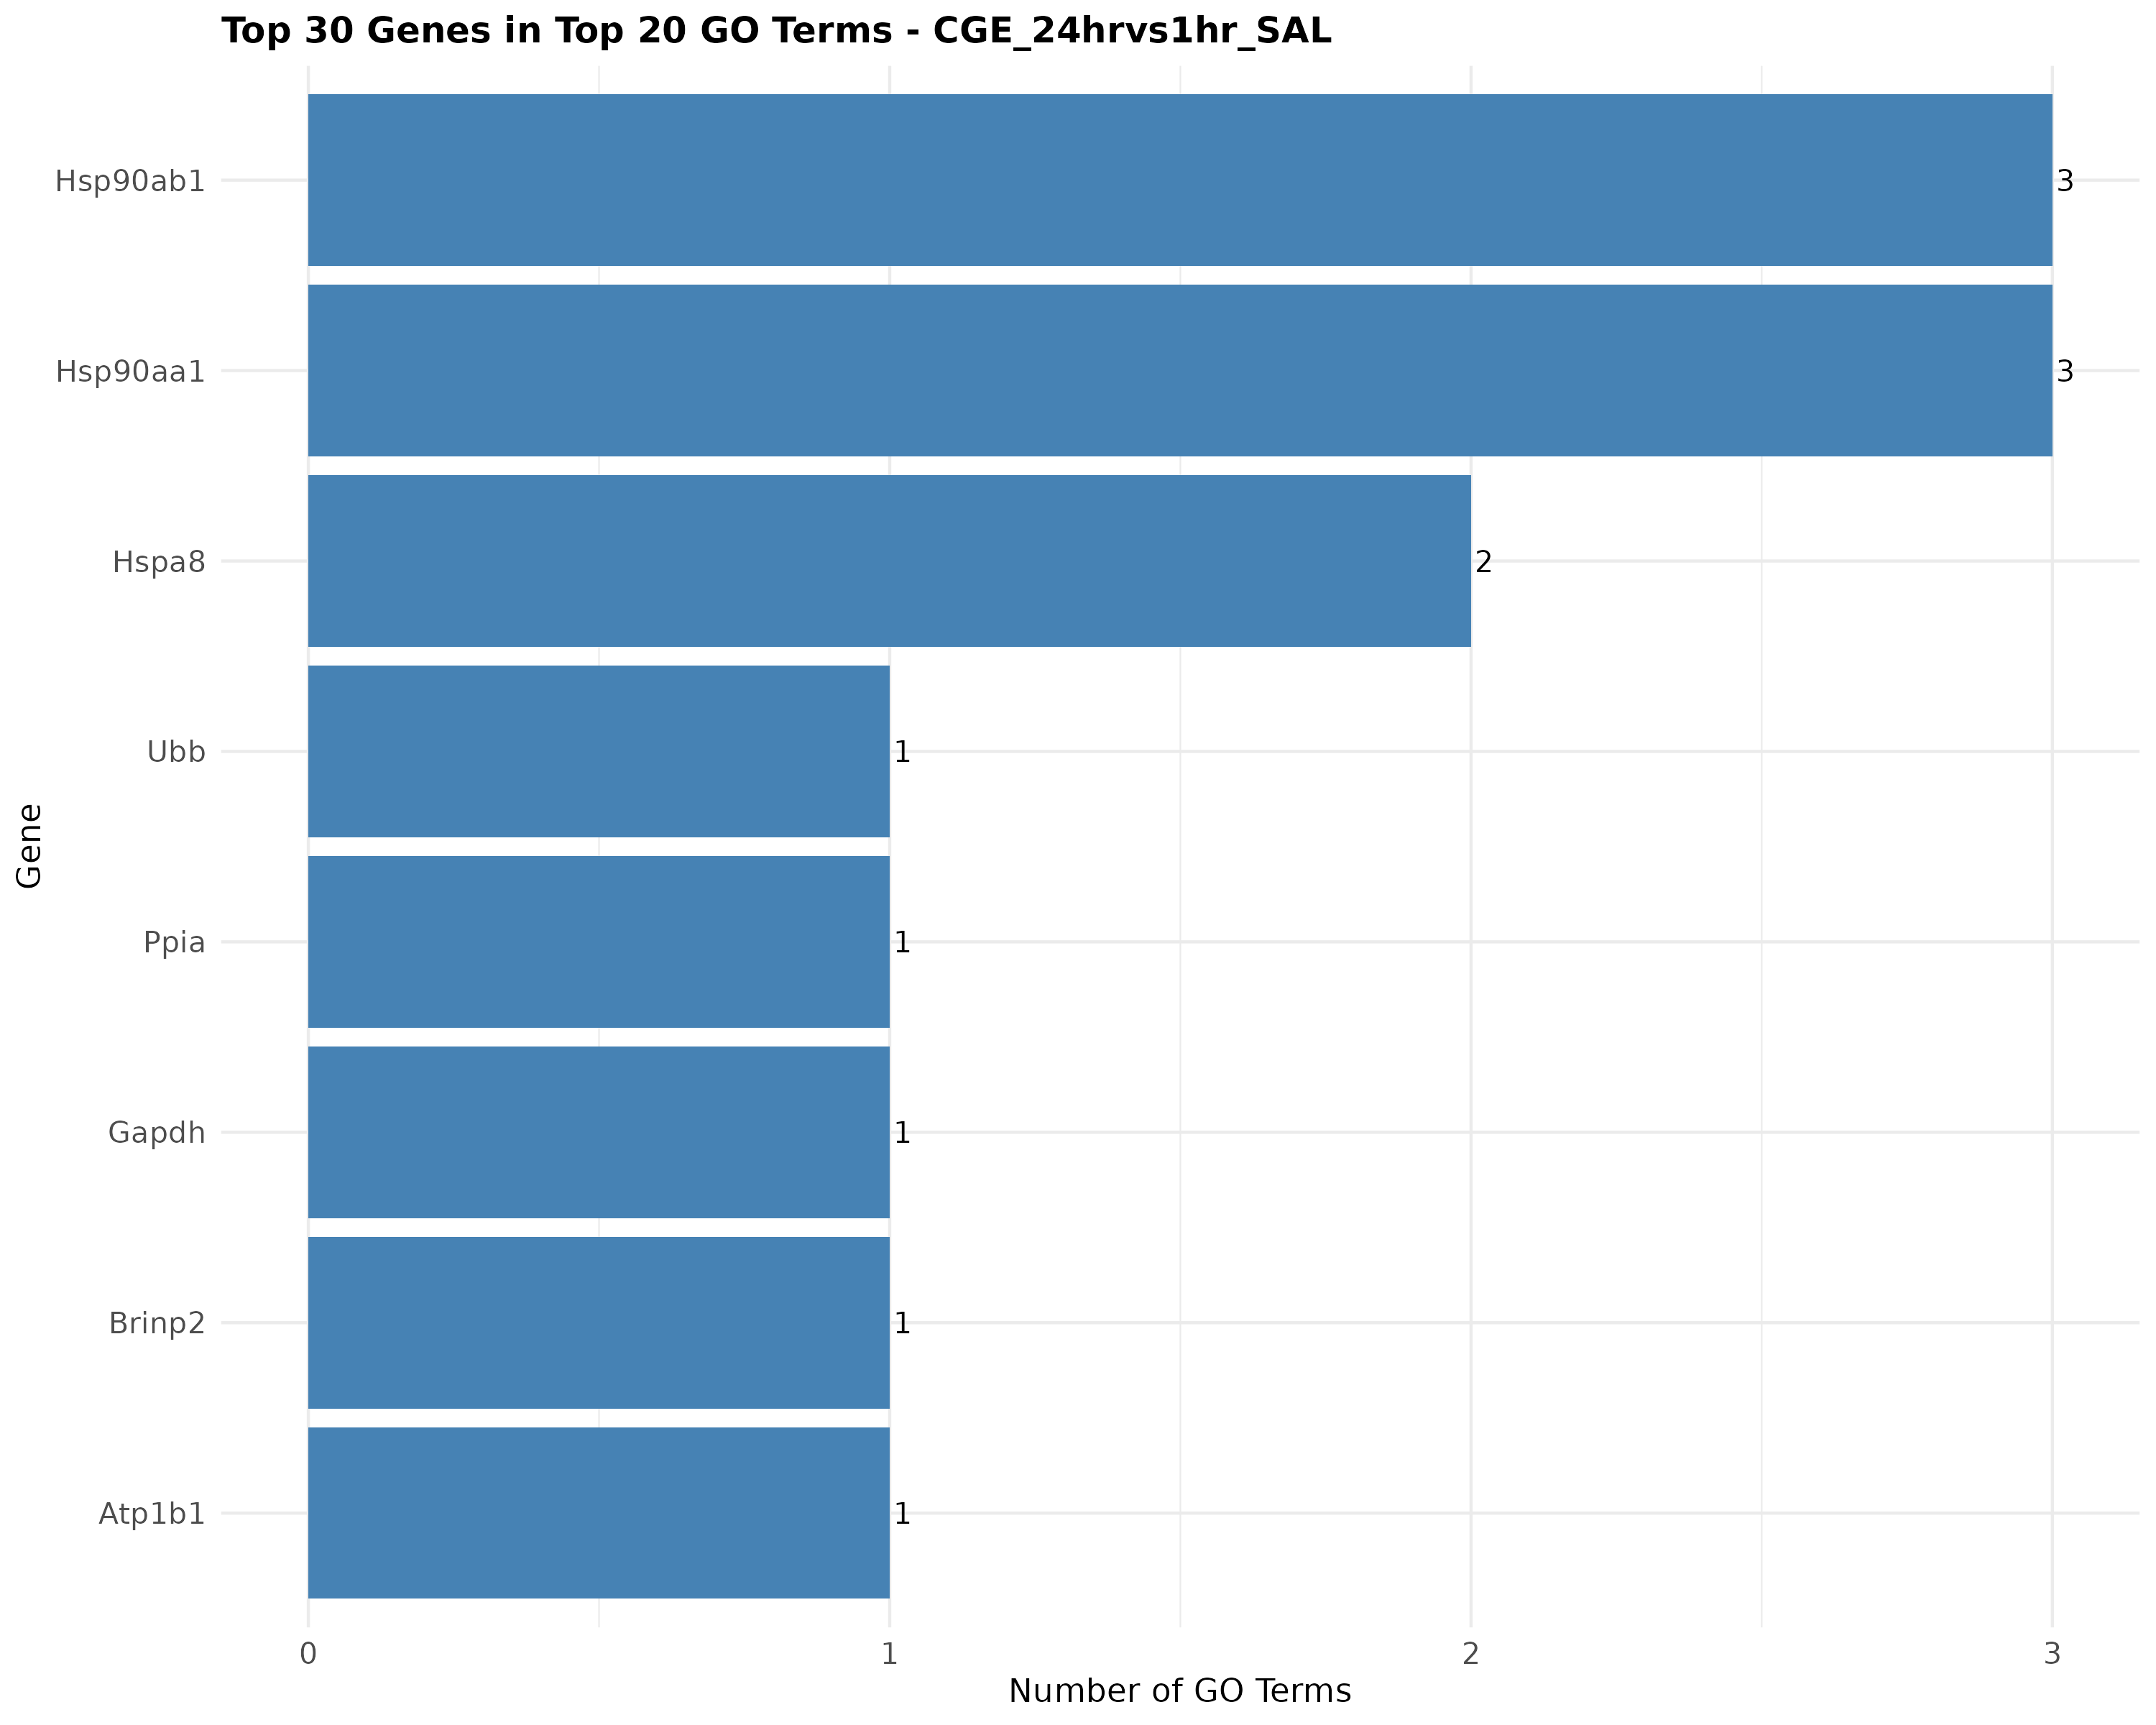 Top 30 Genes in Top 20 GO Terms - CGE_24hrvs1hr_SAL
Hsp90ab1
3
Hsp90aa1
3
Hspa8
2
Ubb
1
Ppia
1
Gapdh
1
Brinp2
1
Atp1b1
1
Gene
0 1 2 3
Number of GO Terms